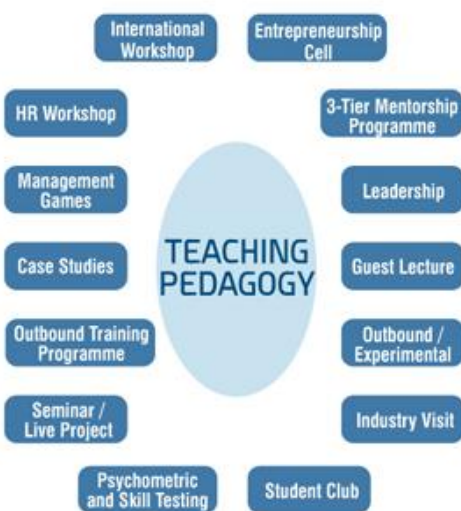 International
Workshop
Entrepreneurship
Cell
HR Workshop
3-Tier Mentorship
Programme
Management
Games
Leadership
TEACHING
PEDAGOGY
Case Studies
Guest Lecture
Outbound Training
Programme
Outbound /
Experimental
Seminar /
Live Project
Industry Visit
Psychometric
and Skill Testing
Student Club